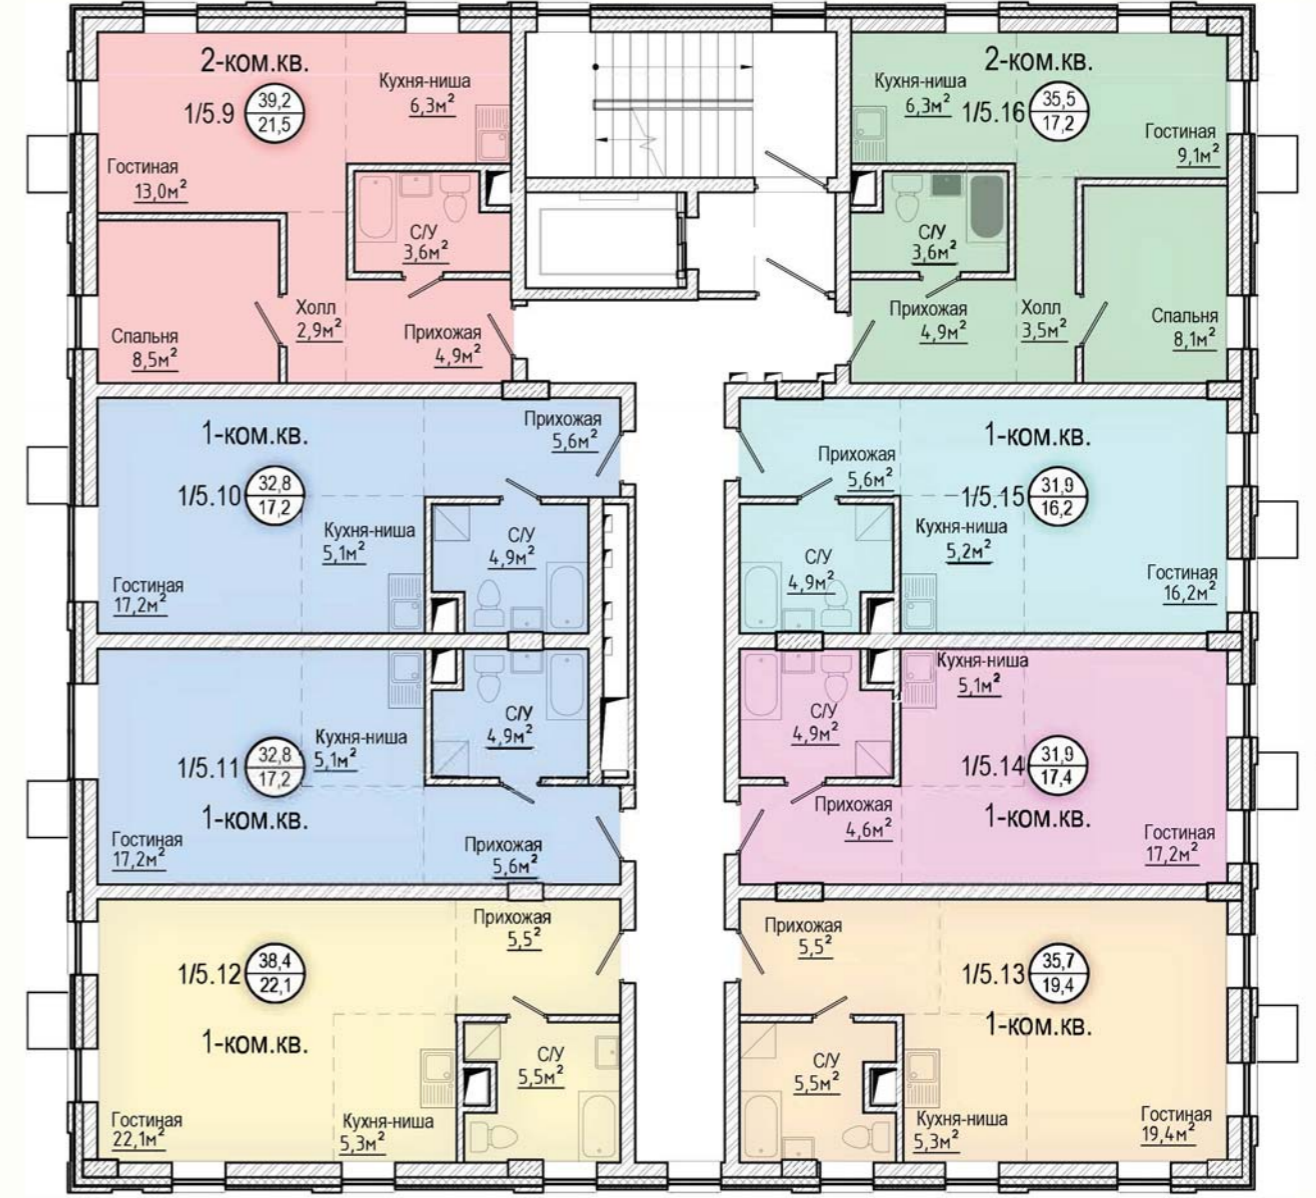 2-ком.кв.
1/5.9
39,2
21,5
Кухня-ниша
6,3м²
Гостиная
13,0м²
С/У
3,6м²
Холл
2,9м²
Прихожая
4,9м²
Спальня
8,5м²
2-ком.кв.
Кухня-ниша
6,3м²
1/5.16
35,5
17,2
Гостиная
9,1м²
С/У
3,6м²
Прихожая
4,9м²
Холл
3,5м²
Спальня
8,1м²
1-ком.кв.
1/5.10
32,8
17,2
Прихожая
5,6м²
Кухня-ниша
5,1м²
С/У
4,9м²
Гостиная
17,2м²
1-ком.кв.
Прихожая
5,6м²
1/5.15
31,9
16,2
Кухня-ниша
5,2м²
С/У
4,9м²
Гостиная
16,2м²
1/5.11
32,8
17,2
Кухня-ниша
5,1м²
С/У
4,9м²
1-ком.кв.
Гостиная
17,2м²
Прихожая
5,6м²
Кухня-ниша
5,1м²
С/У
4,9м²
1/5.14
31,9
17,4
Прихожая
4,6м²
1-ком.кв.
Гостиная
17,2м²
Прихожая
5,5²
1/5.12
38,4
22,1
1-ком.кв.
С/У
5,5м²
Гостиная
22,1м²
Кухня-ниша
5,3м²
Прихожая
5,5²
1/5.13
35,7
19,4
1-ком.кв.
С/У
5,5м²
Кухня-ниша
5,3м²
Гостиная
19,4м²